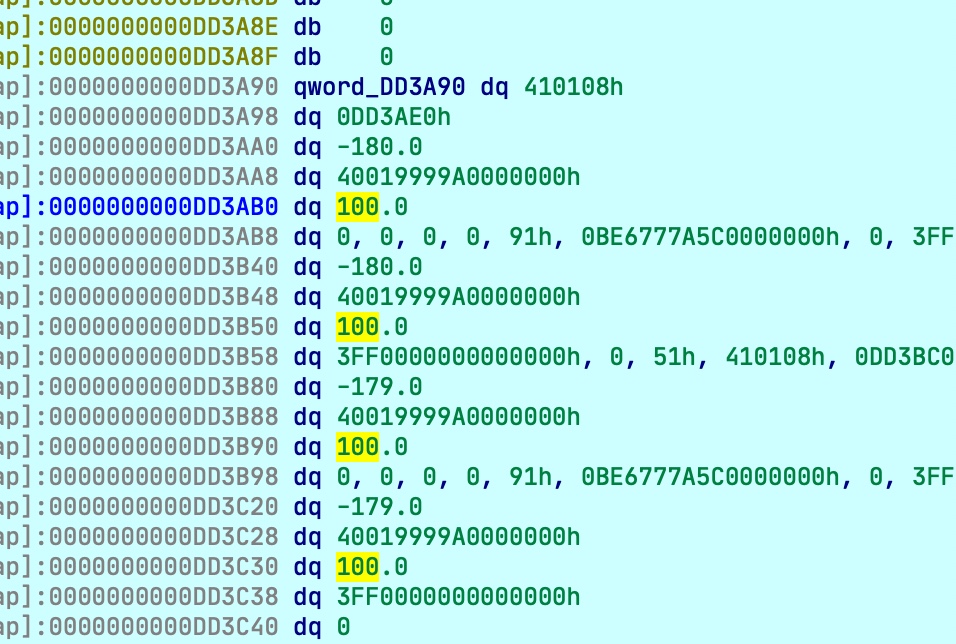 ap]:0000000000DD3A8D db    0
ap]:0000000000DD3A8E db    0
ap]:0000000000DD3A8F db    0
ap]:0000000000DD3A90 qword_DD3A90 dq 410108h
ap]:0000000000DD3A98 dq 0DD3AE0h
ap]:0000000000DD3AA0 dq -180.0
ap]:0000000000DD3AA8 dq 40019999A0000000h
ap]:0000000000DD3AB0 dq 100.0
ap]:0000000000DD3AB8 dq 0, 0, 0, 0, 91h, 0BE6777A5C0000000h, 0, 3FF
ap]:0000000000DD3B40 dq -180.0
ap]:0000000000DD3B48 dq 40019999A0000000h
ap]:0000000000DD3B50 dq 100.0
ap]:0000000000DD3B58 dq 3FF0000000000000h, 0, 51h, 410108h, 0DD3BC0
ap]:0000000000DD3B80 dq -179.0
ap]:0000000000DD3B88 dq 40019999A0000000h
ap]:0000000000DD3B90 dq 100.0
ap]:0000000000DD3B98 dq 0, 0, 0, 0, 91h, 0BE6777A5C0000000h, 0, 3FF
ap]:0000000000DD3C20 dq -179.0
ap]:0000000000DD3C28 dq 40019999A0000000h
ap]:0000000000DD3C30 dq 100.0
ap]:0000000000DD3C38 dq 3FF0000000000000h
ap]:0000000000DD3C40 dq 0